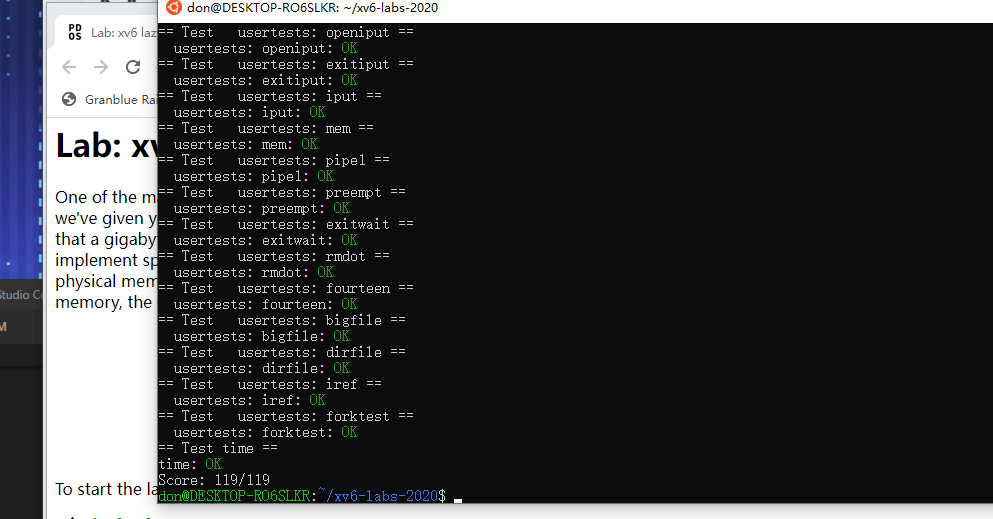 don@DESKTOP-RO6SLKR: ~/xv6-labs-2020
PD
OS
Lab: xv6 laz
Granblue Rai
Lab: xv
One of the m
we've given y
that a gigaby
implement sp
physical mem
memory, the
To start the la
Studio Co
M
== Test   usertests: openiput ==
  usertests: openiput: OK
== Test   usertests: exitiput ==
  usertests: exitiput: OK
== Test   usertests: iput ==
  usertests: iput: OK
== Test   usertests: mem ==
  usertests: mem: OK
== Test   usertests: pipe1 ==
  usertests: pipe1: OK
== Test   usertests: preempt ==
  usertests: preempt: OK
== Test   usertests: exitwait ==
  usertests: exitwait: OK
== Test   usertests: rmdot ==
  usertests: rmdot: OK
== Test   usertests: fourteen ==
  usertests: fourteen: OK
== Test   usertests: bigfile ==
  usertests: bigfile: OK
== Test   usertests: dirfile ==
  usertests: dirfile: OK
== Test   usertests: iref ==
  usertests: iref: OK
== Test   usertests: forktest ==
  usertests: forktest: OK
== Test time ==
time: OK
Score: 119/119
don@DESKTOP-RO6SLKR:~/xv6-labs-2020$